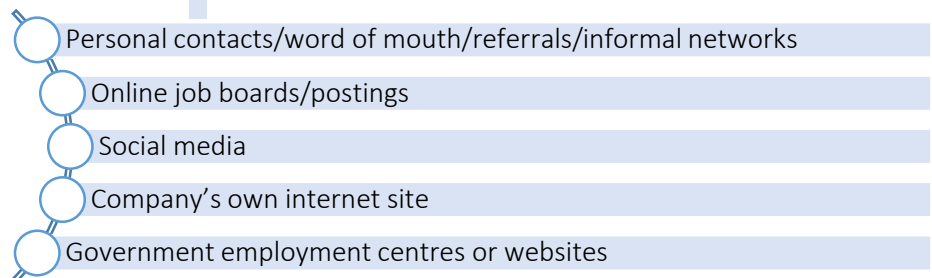 Personal contacts/word of mouth/referrals/informal networks
Online job boards/postings
Social media
Company’s own internet site
Government employment centres or websites